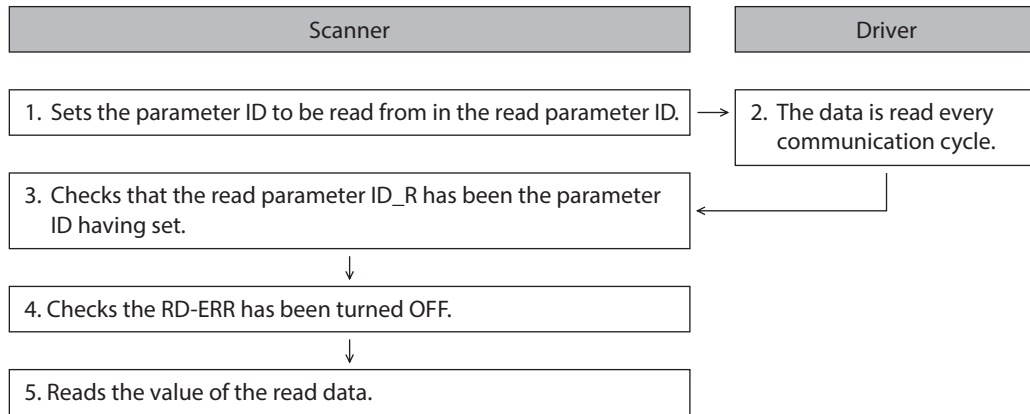 Scanner
Driver
1. Sets the parameter ID to be read from in the read parameter ID.
2. The data is read every
communication cycle.
3. Checks that the read parameter ID_R has been the parameter
ID having set.
4. Checks the RD-ERR has been turned OFF.
5. Reads the value of the read data.